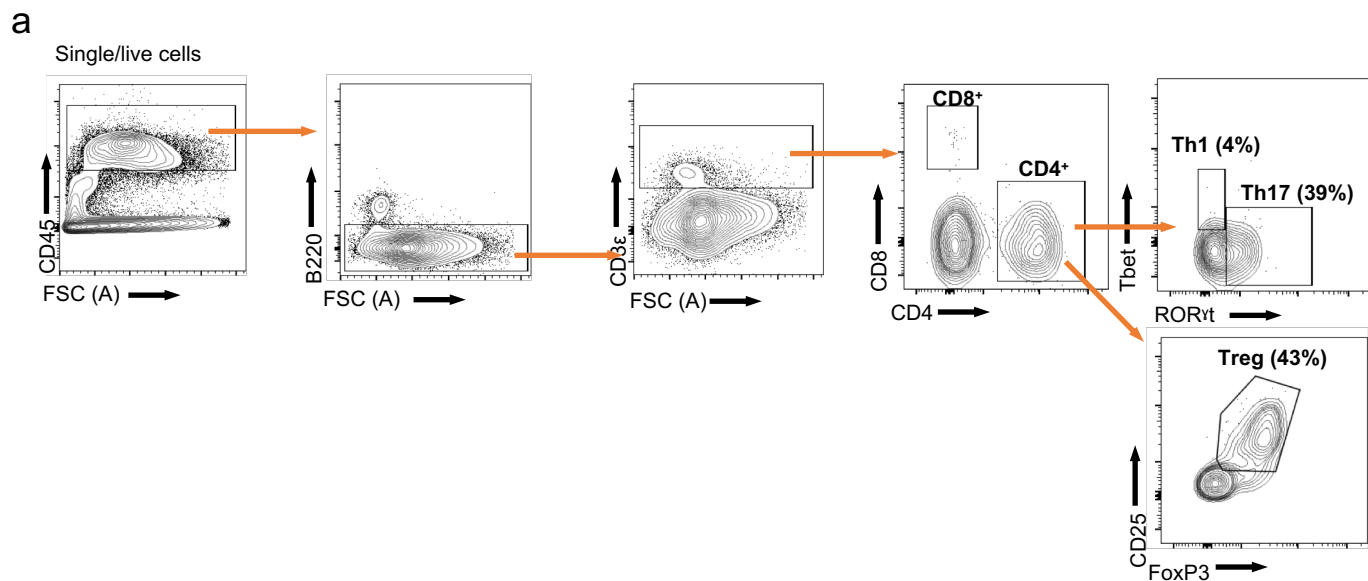 a
Single/live cells
CD45
FSC (A)
B220
FSC (A)
CD3ε
FSC (A)
CD8⁺
CD4⁺
CD8
CD4
Th1 (4%)
Th17 (39%)
Tbet
RORγt
Treg (43%)
CD25
FoxP3